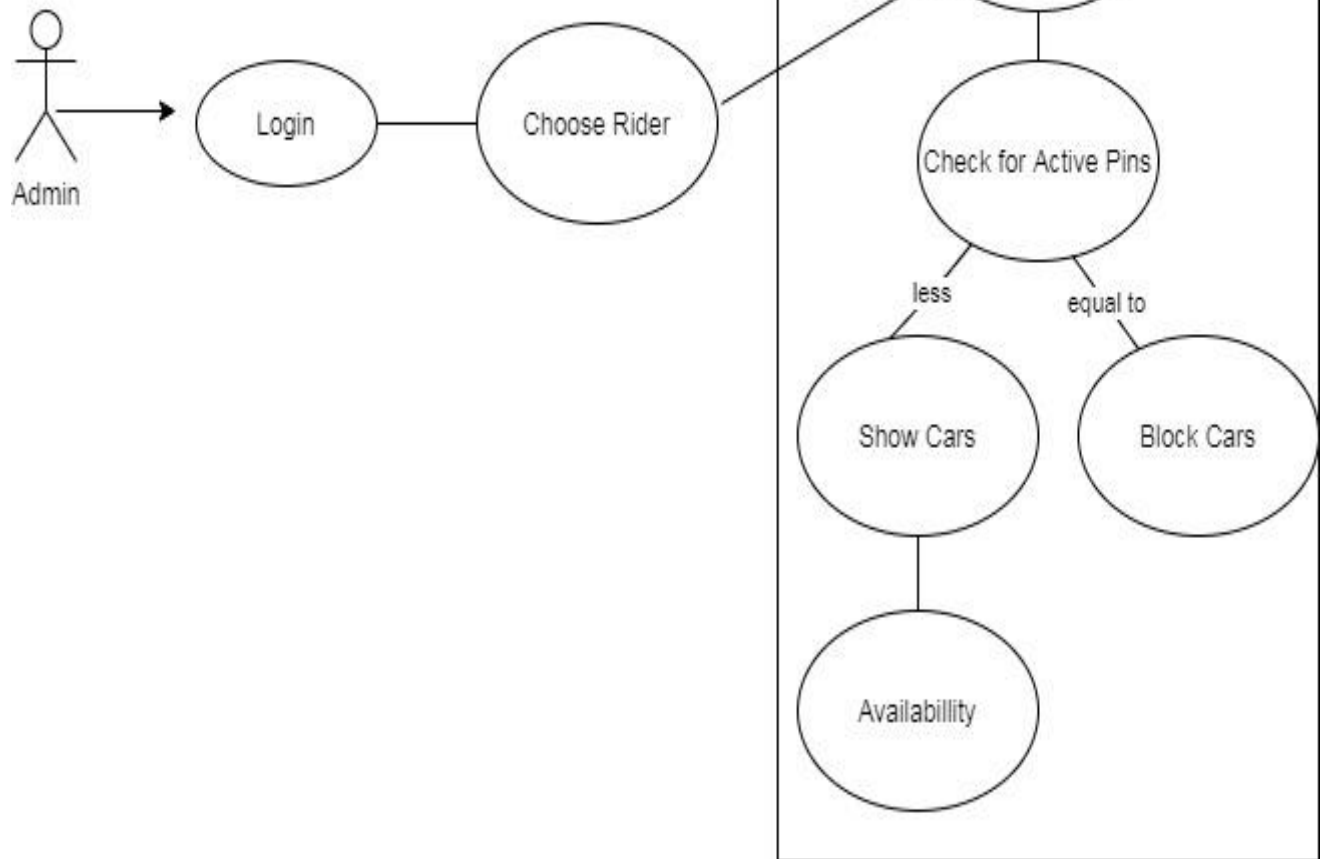 Login
Choose Rider
Admin
Check for Active Pins
less
equal to
Show Cars
Block Cars
Availabillity